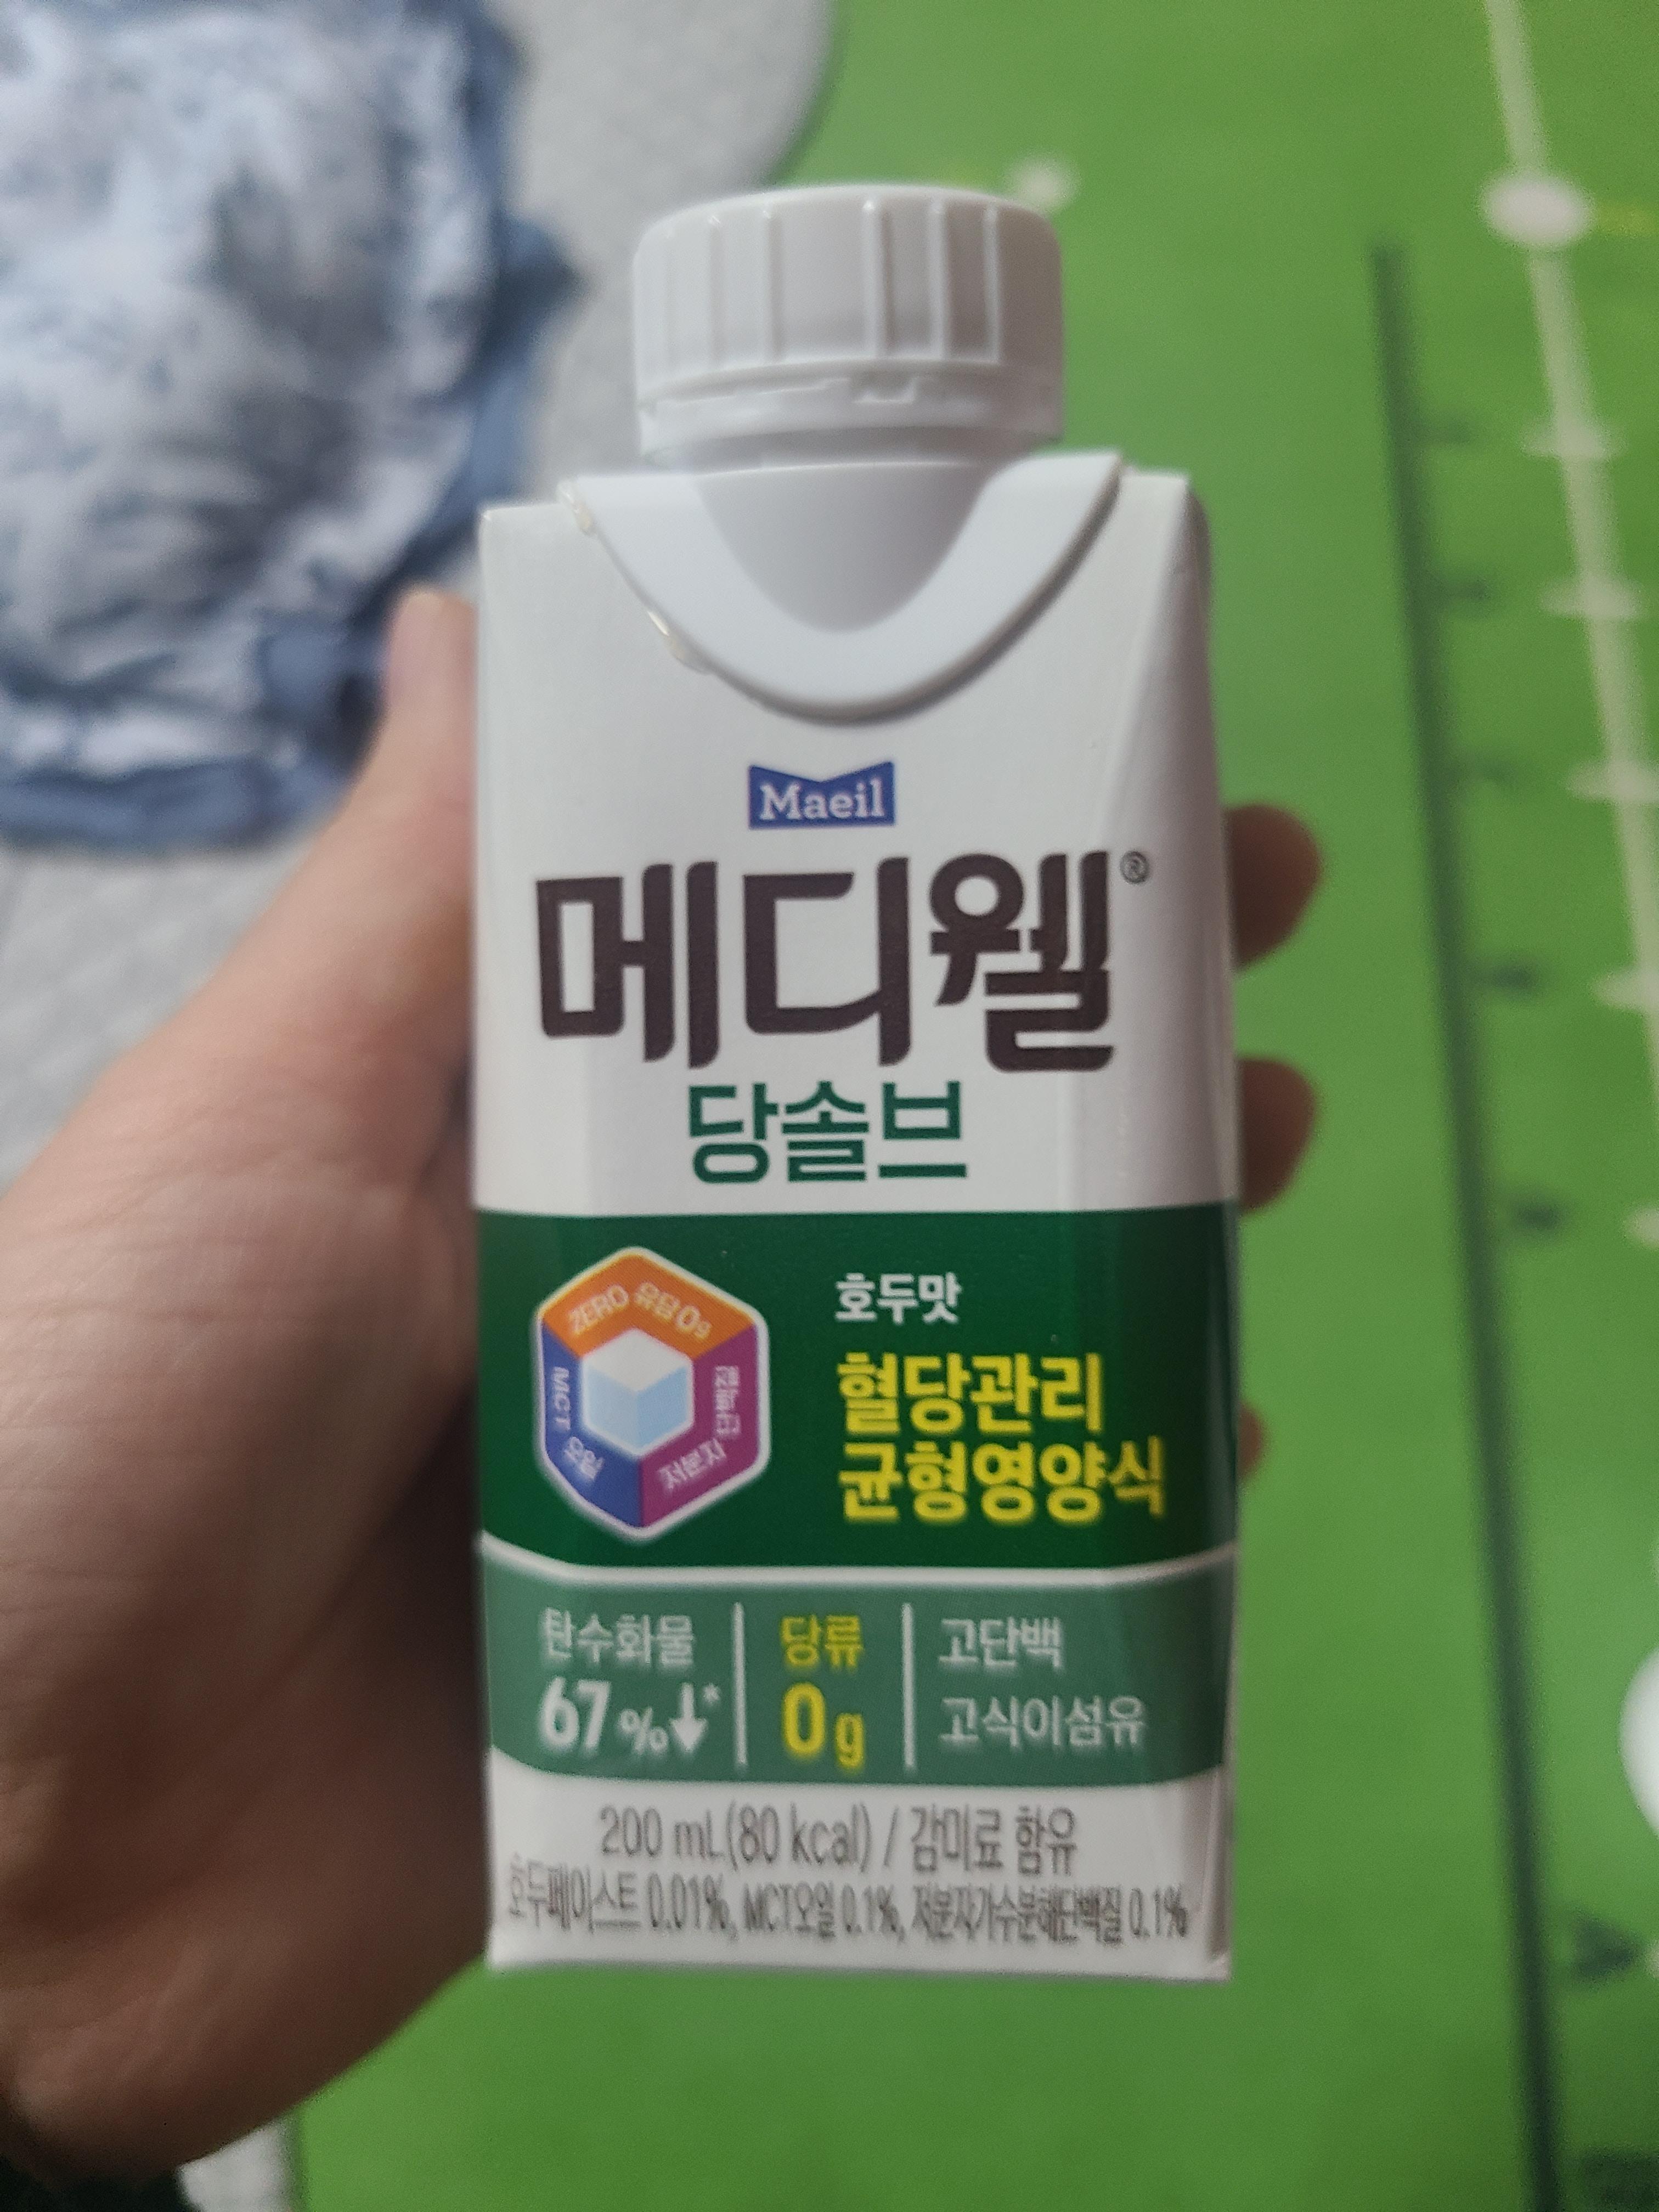 Maeil
메디웰®
당솔브
ZERO 유당 0g
MCT 오일
저분자 단백질
호두맛
혈당관리
균형영양식
탄수화물
67%↓*
당류
0g
고단백
고식이섬유
200 mL(80 kcal) / 감미료 함유
호두페이스트 0.01%, MCT오일 0.1%, 저분자가수분해단백질 0.1%